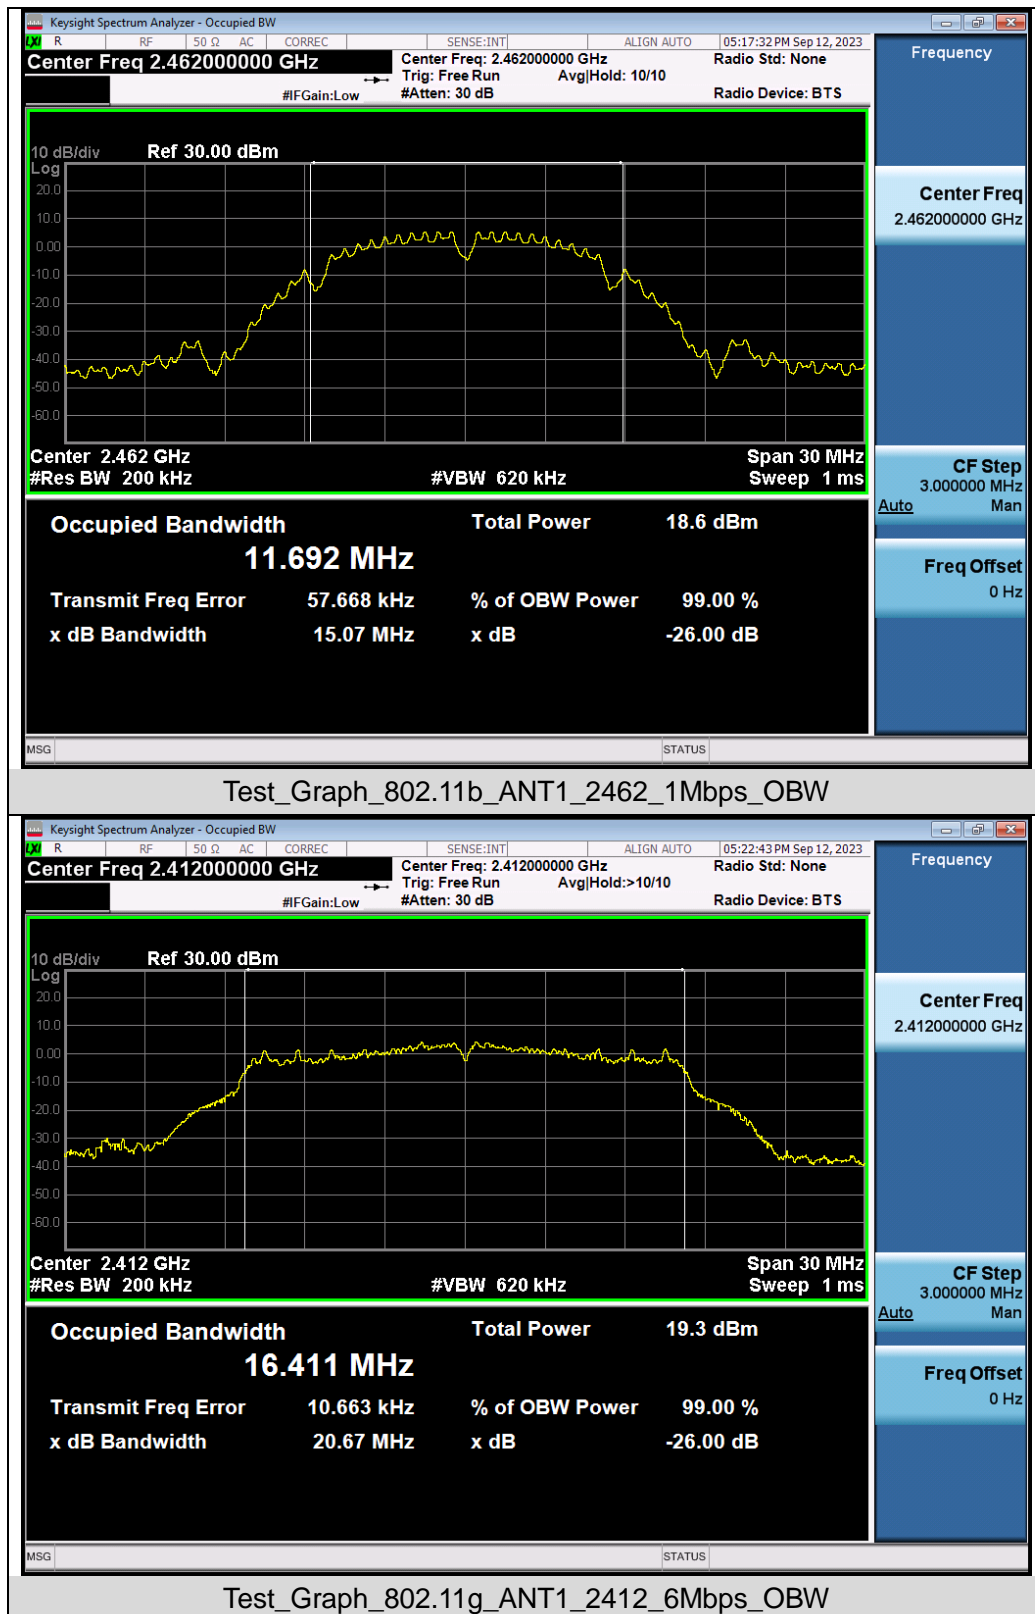 Keysight Spectrum Analyzer - Occupied BW
LXI R RF 50 Ω AC CORREC SENSE:INT ALIGN AUTO 05:17:32 PM Sep 12, 2023
Center Freq 2.462000000 GHz Center Freq: 2.462000000 GHz Radio Std: None Frequency
Trig: Free Run Avg|Hold: 10/10
#IFGain:Low #Atten: 30 dB Radio Device: BTS
10 dB/div Ref 30.00 dBm
Log
20.0
10.0
0.00
-10.0
-20.0
-30.0
-40.0
-50.0
-60.0
Center 2.462 GHz Span 30 MHz
#Res BW 200 kHz #VBW 620 kHz Sweep 1 ms
Center Freq
2.462000000 GHz
CF Step
3.000000 MHz
Auto Man
Freq Offset
0 Hz
Occupied Bandwidth Total Power 18.6 dBm
11.692 MHz
Transmit Freq Error 57.668 kHz % of OBW Power 99.00 %
x dB Bandwidth 15.07 MHz x dB -26.00 dB
MSG STATUS
Test_Graph_802.11b_ANT1_2462_1Mbps_OBW
Keysight Spectrum Analyzer - Occupied BW
LXI R RF 50 Ω AC CORREC SENSE:INT ALIGN AUTO 05:22:43 PM Sep 12, 2023
Center Freq 2.412000000 GHz Center Freq: 2.412000000 GHz Radio Std: None Frequency
Trig: Free Run Avg|Hold:>10/10
#IFGain:Low #Atten: 30 dB Radio Device: BTS
10 dB/div Ref 30.00 dBm
Log
20.0
10.0
0.00
-10.0
-20.0
-30.0
-40.0
-50.0
-60.0
Center 2.412 GHz Span 30 MHz
#Res BW 200 kHz #VBW 620 kHz Sweep 1 ms
Center Freq
2.412000000 GHz
CF Step
3.000000 MHz
Auto Man
Freq Offset
0 Hz
Occupied Bandwidth Total Power 19.3 dBm
16.411 MHz
Transmit Freq Error 10.663 kHz % of OBW Power 99.00 %
x dB Bandwidth 20.67 MHz x dB -26.00 dB
MSG STATUS
Test_Graph_802.11g_ANT1_2412_6Mbps_OBW